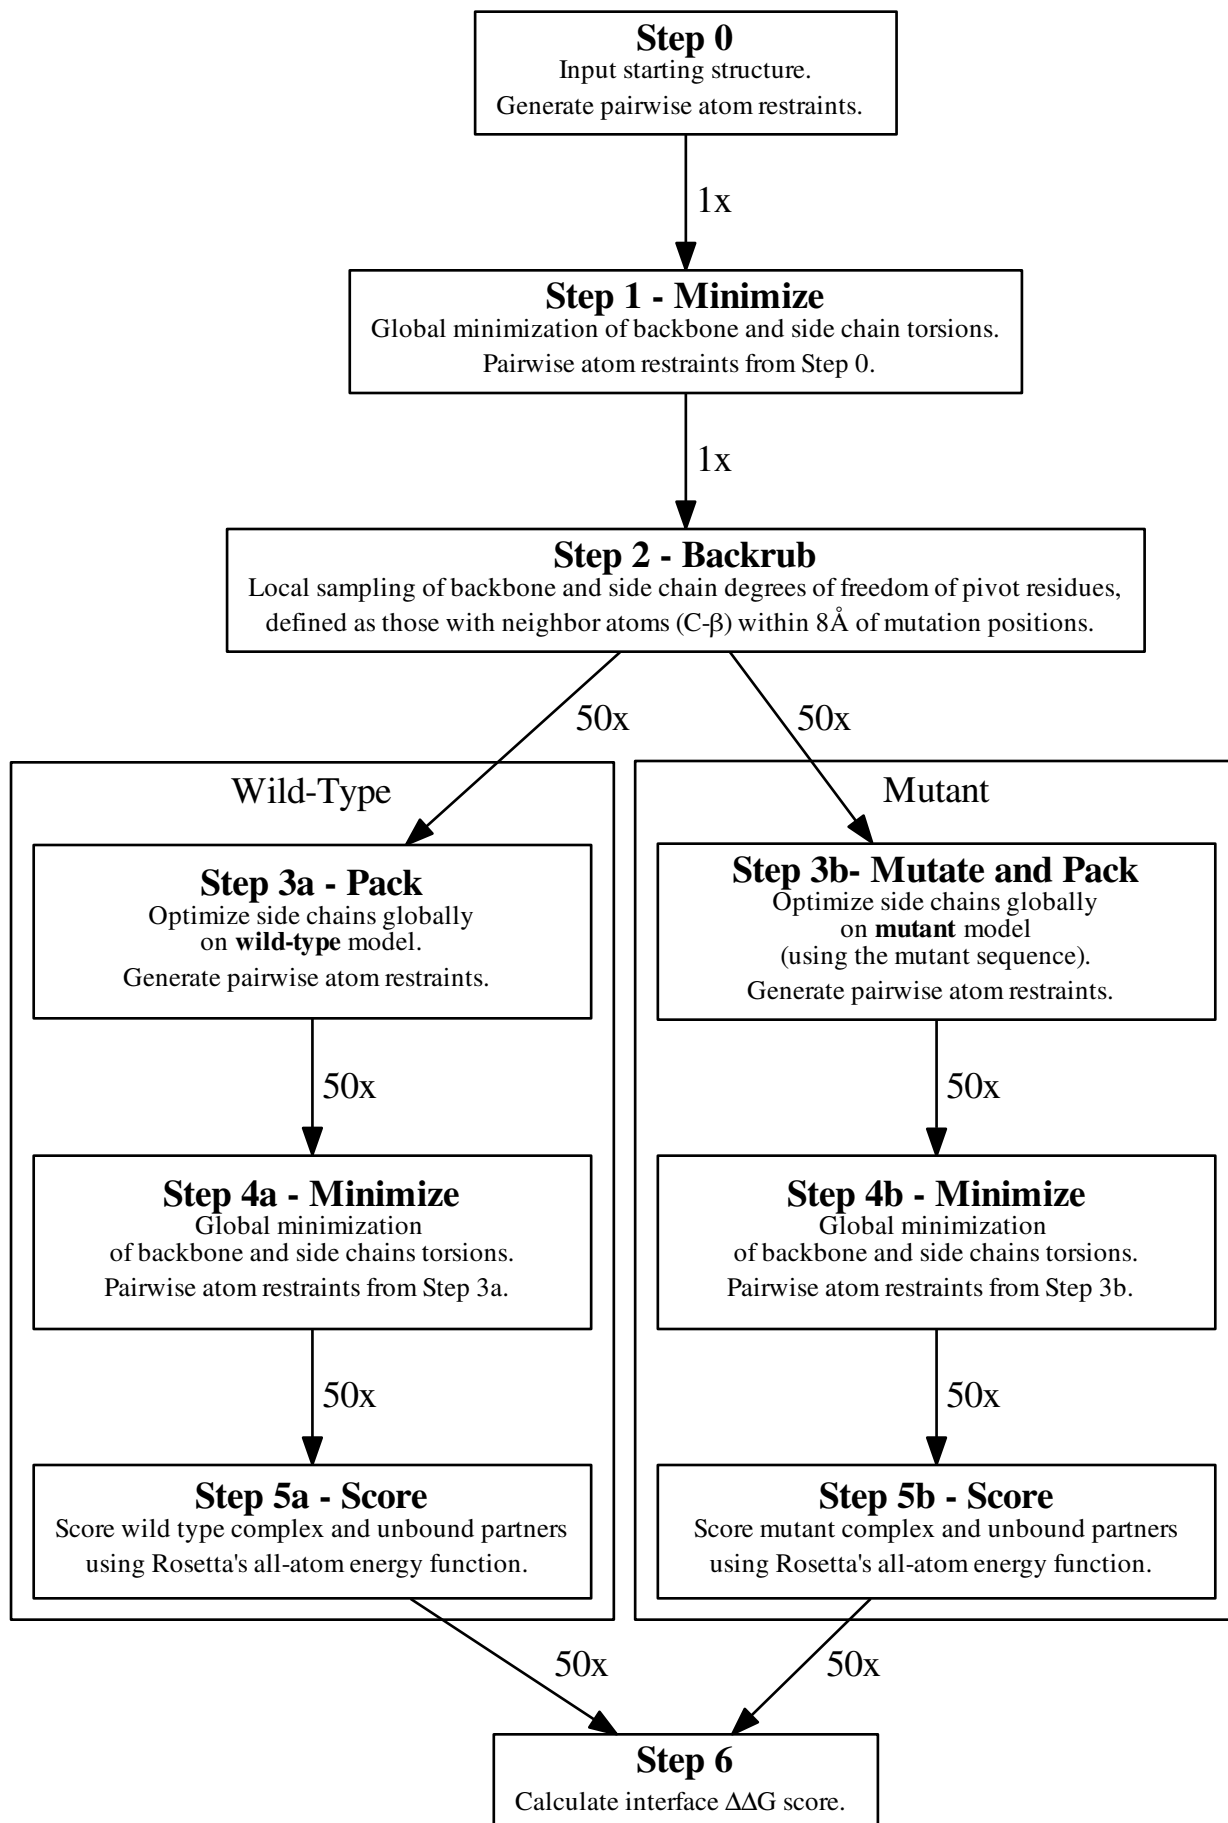 Step 0
Input starting structure.
Generate pairwise atom restraints.
1x
Step 1 - Minimize
Global minimization of backbone and side chain torsions.
Pairwise atom restraints from Step 0.
1x
Step 2 - Backrub
Local sampling of backbone and side chain degrees of freedom of pivot residues,
defined as those with neighbor atoms (C-β) within 8Å of mutation positions.
50x
50x
Wild-Type
Step 3a - Pack
Optimize side chains globally
on wild-type model.
Generate pairwise atom restraints.
50x
Step 4a - Minimize
Global minimization
of backbone and side chains torsions.
Pairwise atom restraints from Step 3a.
50x
Step 5a - Score
Score wild type complex and unbound partners
using Rosetta's all-atom energy function.
50x
Mutant
Step 3b- Mutate and Pack
Optimize side chains globally
on mutant model
(using the mutant sequence).
Generate pairwise atom restraints.
50x
Step 4b - Minimize
Global minimization
of backbone and side chains torsions.
Pairwise atom restraints from Step 3b.
50x
Step 5b - Score
Score mutant complex and unbound partners
using Rosetta's all-atom energy function.
50x
Step 6
Calculate interface ΔΔG score.